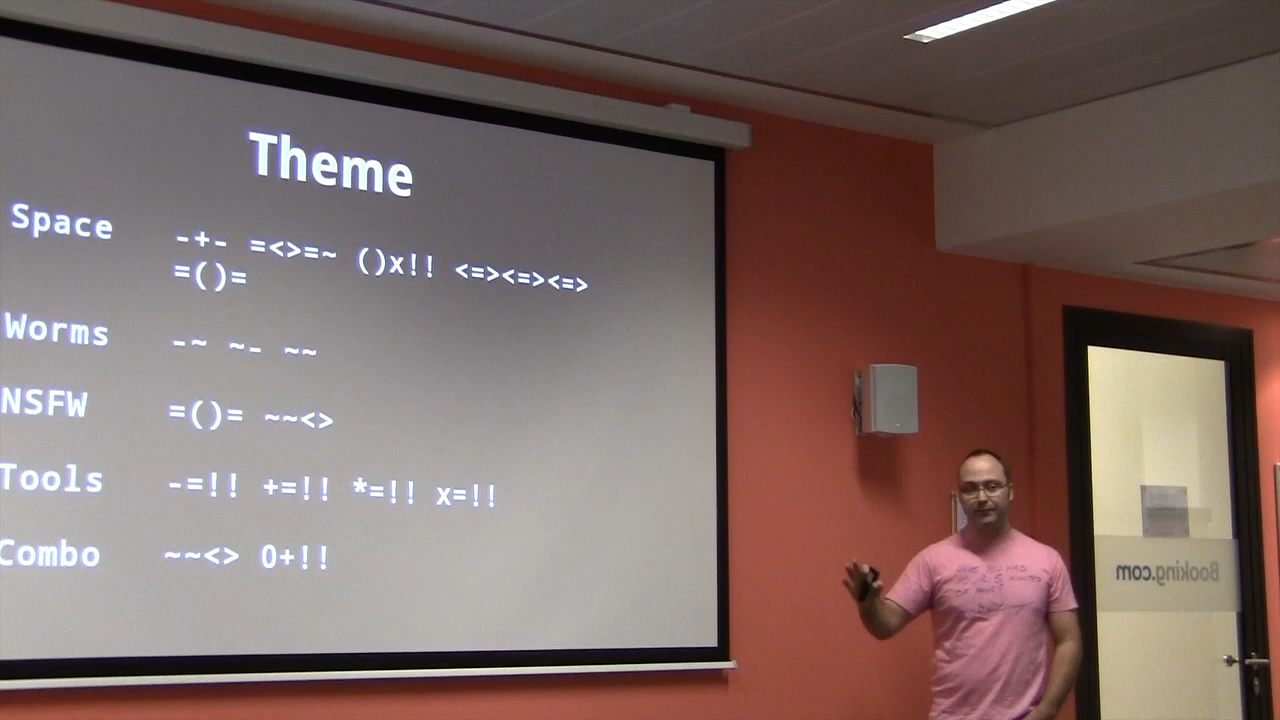 Theme
Space -+- =<>=~ ()x!! <=><=><=>
=()=
Worms -~ ~- ~~
NSFW =()= ~~<>
Tools -=!! +=!! *=!! x=!!
Combo ~~<> 0+!!
Booking.com